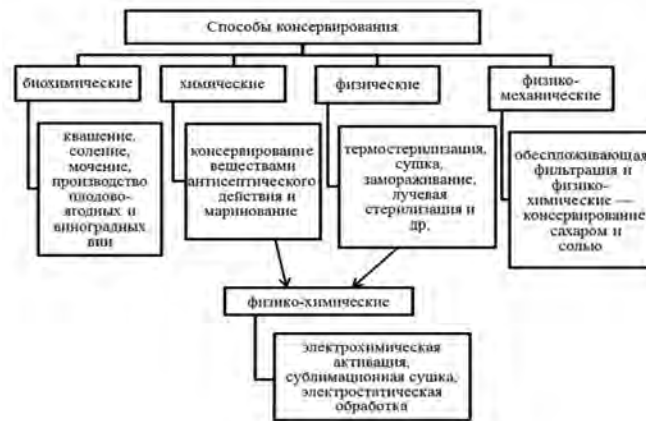 Способы консервирования
биохимические
химические
физические
физико-
механические
квашение,
соление,
мочение,
производство
плодово-
ягодных и
виноградных
вин
консервирование
веществами
антисептического
действия и
маринование
термостерилизация,
сушка,
замораживание,
лучевая
стерилизация и
др.
обеспложивающая
фильтрация и
физико-
химические —
консервирование
сахаром и
солью
физико-химические
электрохимическая
активация,
сублимационная сушка,
электростатическая
обработка